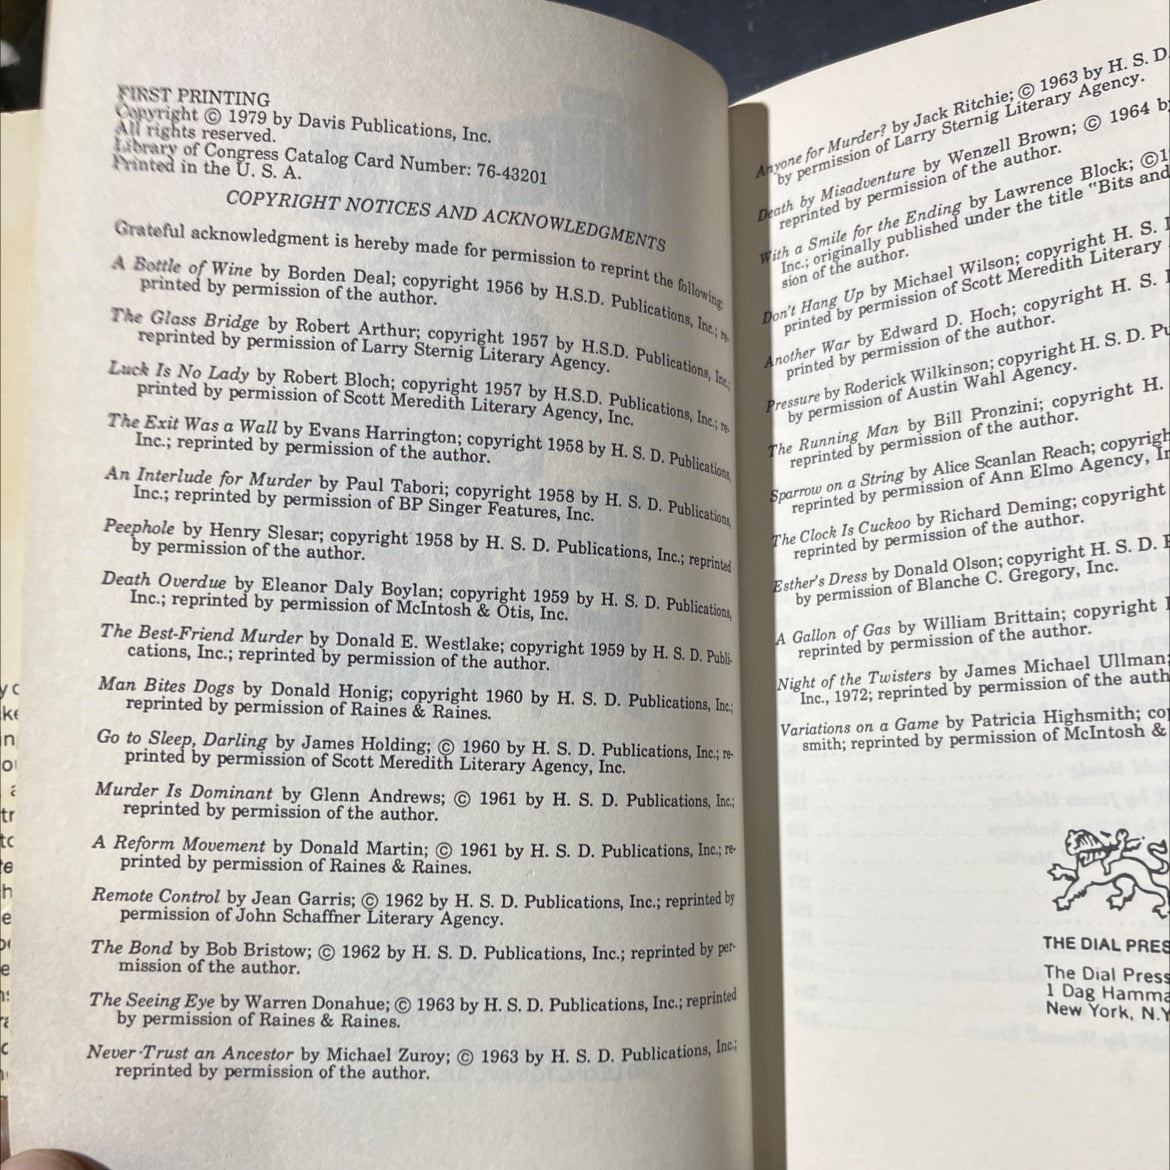 FIRST PRINTING
Copyright © 1979 by Davis Publications, Inc.
All rights reserved.
Library of Congress Catalog Card Number: 76-43201
Printed in the U. S. A.
COPYRIGHT NOTICES AND ACKNOWLEDGMENTS
Grateful acknowledgment is hereby made for permission to reprint the following:
A Bottle of Wine by Borden Deal; copyright 1956 by H.S.D. Publications, Inc.; re-
printed by permission of the author.
The Glass Bridge by Robert Arthur; copyright 1957 by H.S.D. Publications, Inc.;
reprinted by permission of Larry Sternig Literary Agency.
Luck Is No Lady by Robert Bloch; copyright 1957 by H.S.D. Publications, Inc.; re-
printed by permission of Scott Meredith Literary Agency, Inc.
The Exit Was a Wall by Evans Harrington; copyright 1958 by H. S. D. Publications,
Inc.; reprinted by permission of the author.
An Interlude for Murder by Paul Tabori; copyright 1958 by H. S. D. Publications,
Inc.; reprinted by permission of BP Singer Features, Inc.
Peephole by Henry Slesar; copyright 1958 by H. S. D. Publications, Inc.; reprinted
by permission of the author.
Death Overdue by Eleanor Daly Boylan; copyright 1959 by H. S. D. Publications,
Inc.; reprinted by permission of McIntosh & Otis, Inc.
The Best-Friend Murder by Donald E. Westlake; copyright 1959 by H. S. D. Publi-
cations, Inc.; reprinted by permission of the author.
Man Bites Dogs by Donald Honig; copyright 1960 by H. S. D. Publications, Inc.;
reprinted by permission of Raines & Raines.
Go to Sleep, Darling by James Holding; © 1960 by H. S. D. Publications, Inc.; re-
printed by permission of Scott Meredith Literary Agency, Inc.
Murder Is Dominant by Glenn Andrews; © 1961 by H. S. D. Publications, Inc.;
reprinted by permission of the author.
A Reform Movement by Donald Martin; © 1961 by H. S. D. Publications, Inc.; re-
printed by permission of Raines & Raines.
Remote Control by Jean Garris; © 1962 by H. S. D. Publications, Inc.; reprinted by
permission of John Schaffner Literary Agency.
The Bond by Bob Bristow; © 1962 by H. S. D. Publications, Inc.; reprinted by per-
mission of the author.
The Seeing Eye by Warren Donahue; © 1963 by H. S. D. Publications, Inc.; reprinted
by permission of Raines & Raines.
Never Trust an Ancestor by Michael Zuroy; © 1963 by H. S. D. Publications, Inc.;
reprinted by permission of the author.
Anyone for Murder? by Jack Ritchie; © 1963 by H. S. D.
by permission of Larry Sternig Literary Agency.
Death by Misadventure by Wenzell Brown; © 1964 b
reprinted by permission of the author.
With a Smile for the Ending by Lawrence Block; ©1
Inc.; originally published under the title "Bits and
sion of the author.
Don't Hang Up by Michael Wilson; copyright H. S.
printed by permission of Scott Meredith Literary
Another War by Edward D. Hoch; copyright H. S.
printed by permission of the author.
Pressure by Roderick Wilkinson; copyright H. S. D. Pu
by permission of Austin Wahl Agency.
The Running Man by Bill Pronzini; copyright H.
reprinted by permission of the author.
Sparrow on a String by Alice Scanlan Reach; copyrigh
reprinted by permission of Ann Elmo Agency, In
The Clock Is Cuckoo by Richard Deming; copyright
reprinted by permission of the author.
Esther's Dress by Donald Olson; copyright H. S. D.
by permission of Blanche C. Gregory, Inc.
A Gallon of Gas by William Brittain; copyright
reprinted by permission of the author.
Night of the Twisters by James Michael Ullman;
Inc., 1972; reprinted by permission of the auth
Variations on a Game by Patricia Highsmith; co
smith; reprinted by permission of McIntosh &
THE DIAL PRES
The Dial Press
1 Dag Hamma
New York, N.Y